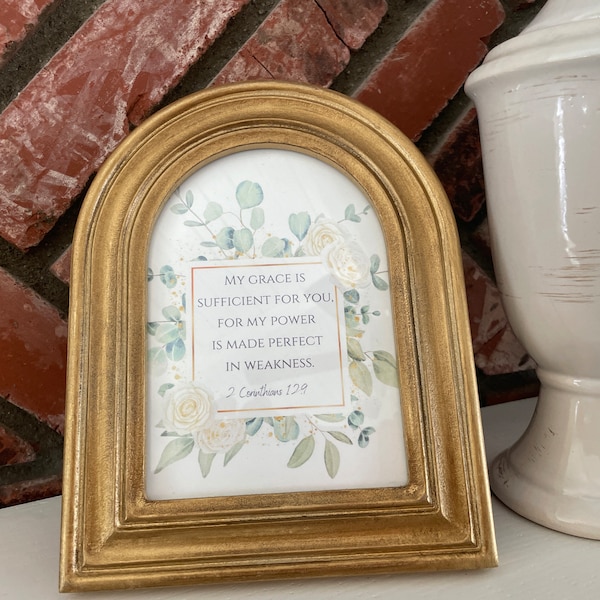 My grace is
sufficient for you,
for my power
is made perfect
in weakness.
2 Corinthians 12:9